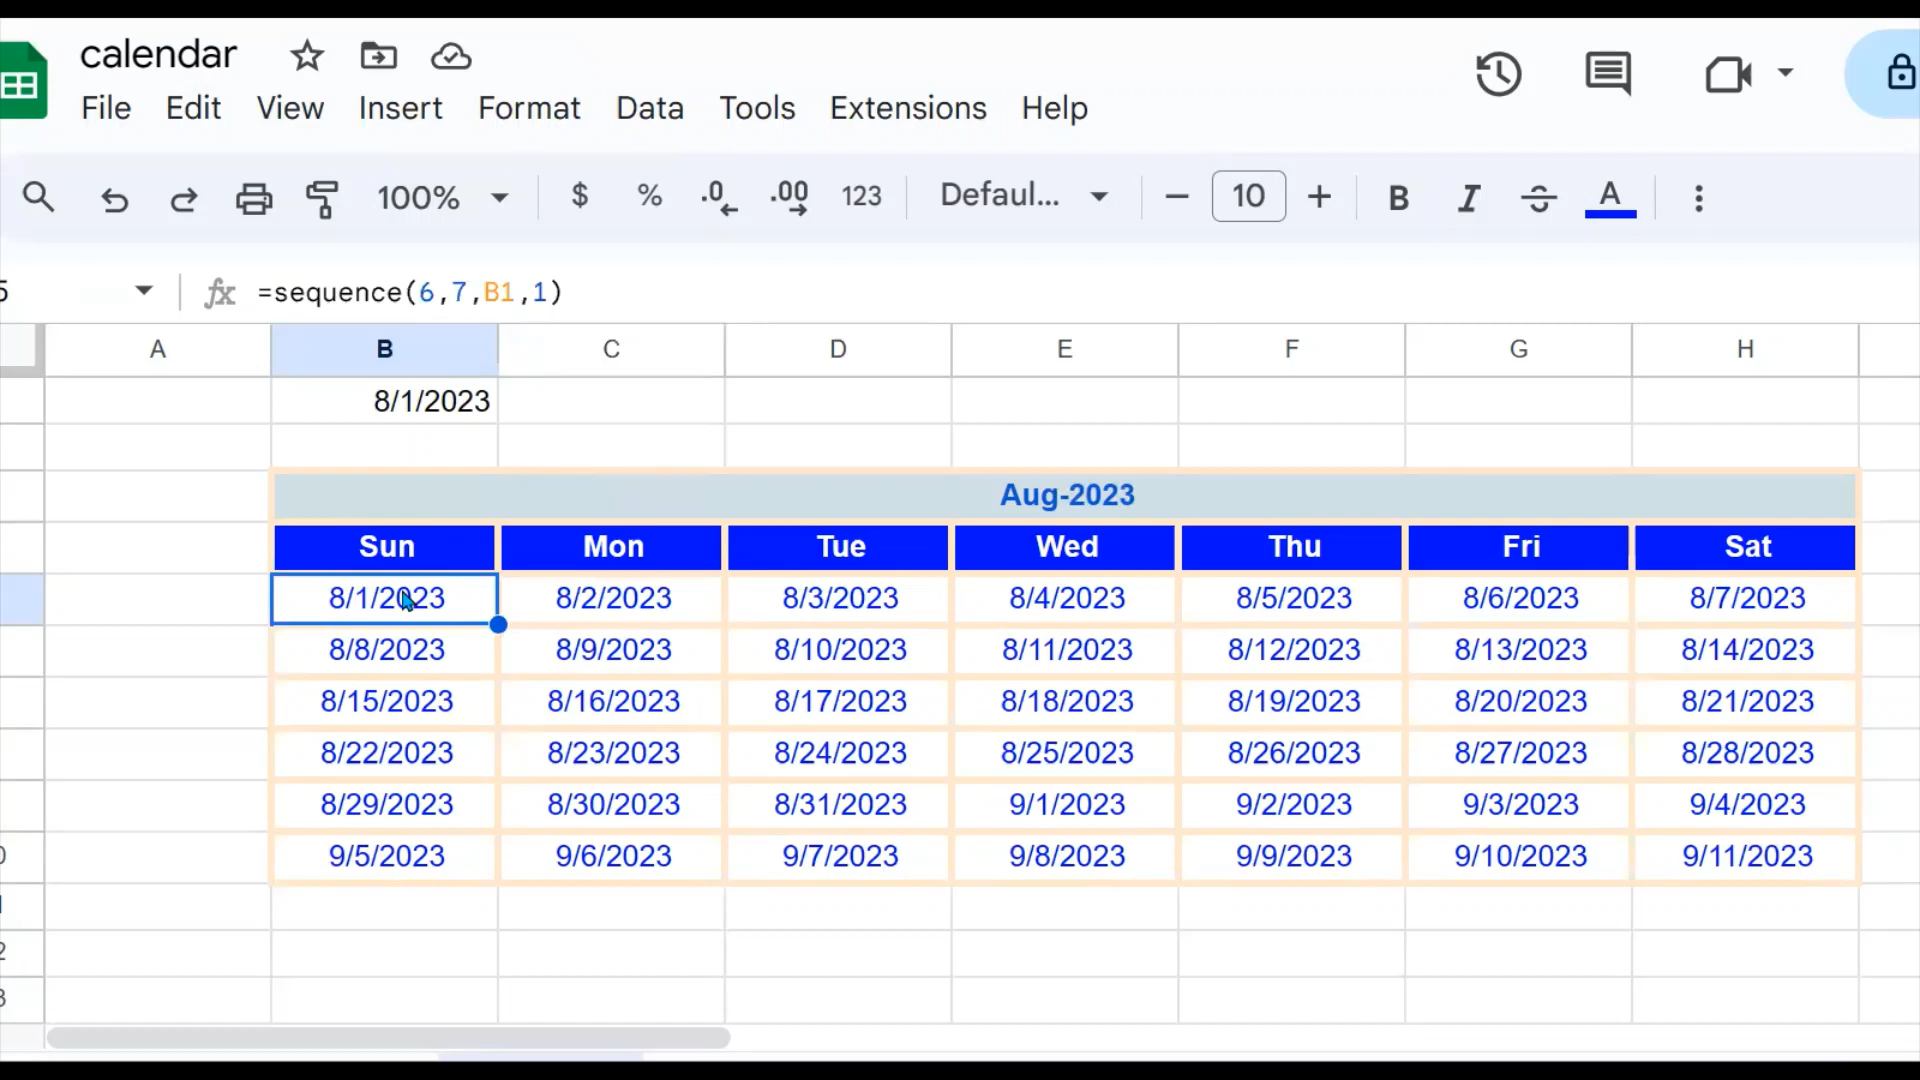 calendar
File Edit View Insert Format Data Tools Extensions Help
100% $ % .0 .00 123 Defaul... 10 B I A
fx =sequence(6,7,B1,1)
A B C D E F G H
8/1/2023
Aug-2023
Sun Mon Tue Wed Thu Fri Sat
8/1/2023 8/2/2023 8/3/2023 8/4/2023 8/5/2023 8/6/2023 8/7/2023
8/8/2023 8/9/2023 8/10/2023 8/11/2023 8/12/2023 8/13/2023 8/14/2023
8/15/2023 8/16/2023 8/17/2023 8/18/2023 8/19/2023 8/20/2023 8/21/2023
8/22/2023 8/23/2023 8/24/2023 8/25/2023 8/26/2023 8/27/2023 8/28/2023
8/29/2023 8/30/2023 8/31/2023 9/1/2023 9/2/2023 9/3/2023 9/4/2023
9/5/2023 9/6/2023 9/7/2023 9/8/2023 9/9/2023 9/10/2023 9/11/2023